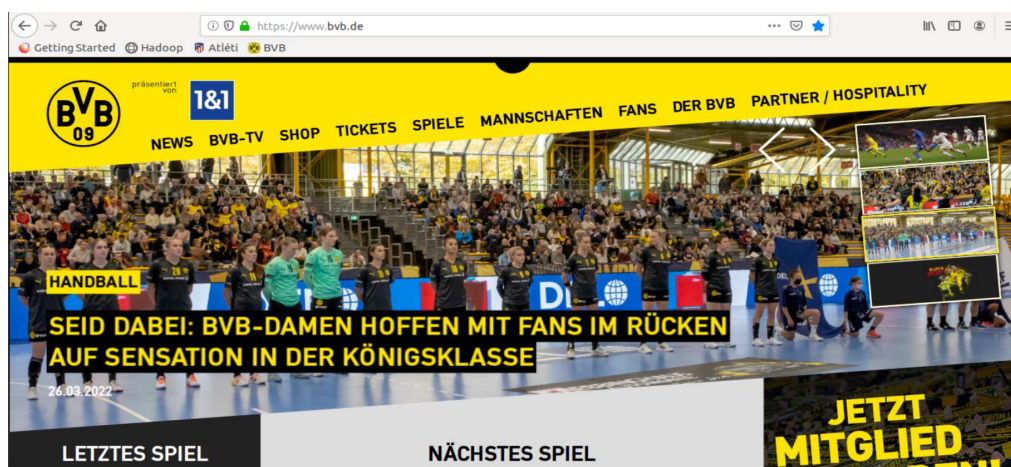 https://www.bvb.de
Getting Started Hadoop Atléti BVB
BVB 09
präsentiert
von
1&1
NEWS BVB-TV SHOP TICKETS SPIELE MANNSCHAFTEN FANS DER BVB PARTNER / HOSPITALITY
HANDBALL
SEID DABEI: BVB-DAMEN HOFFEN MIT FANS IM RÜCKEN
AUF SENSATION IN DER KÖNIGSKLASSE
26.03.2022
LETZTES SPIEL
NÄCHSTES SPIEL
JETZT
MITGLIED